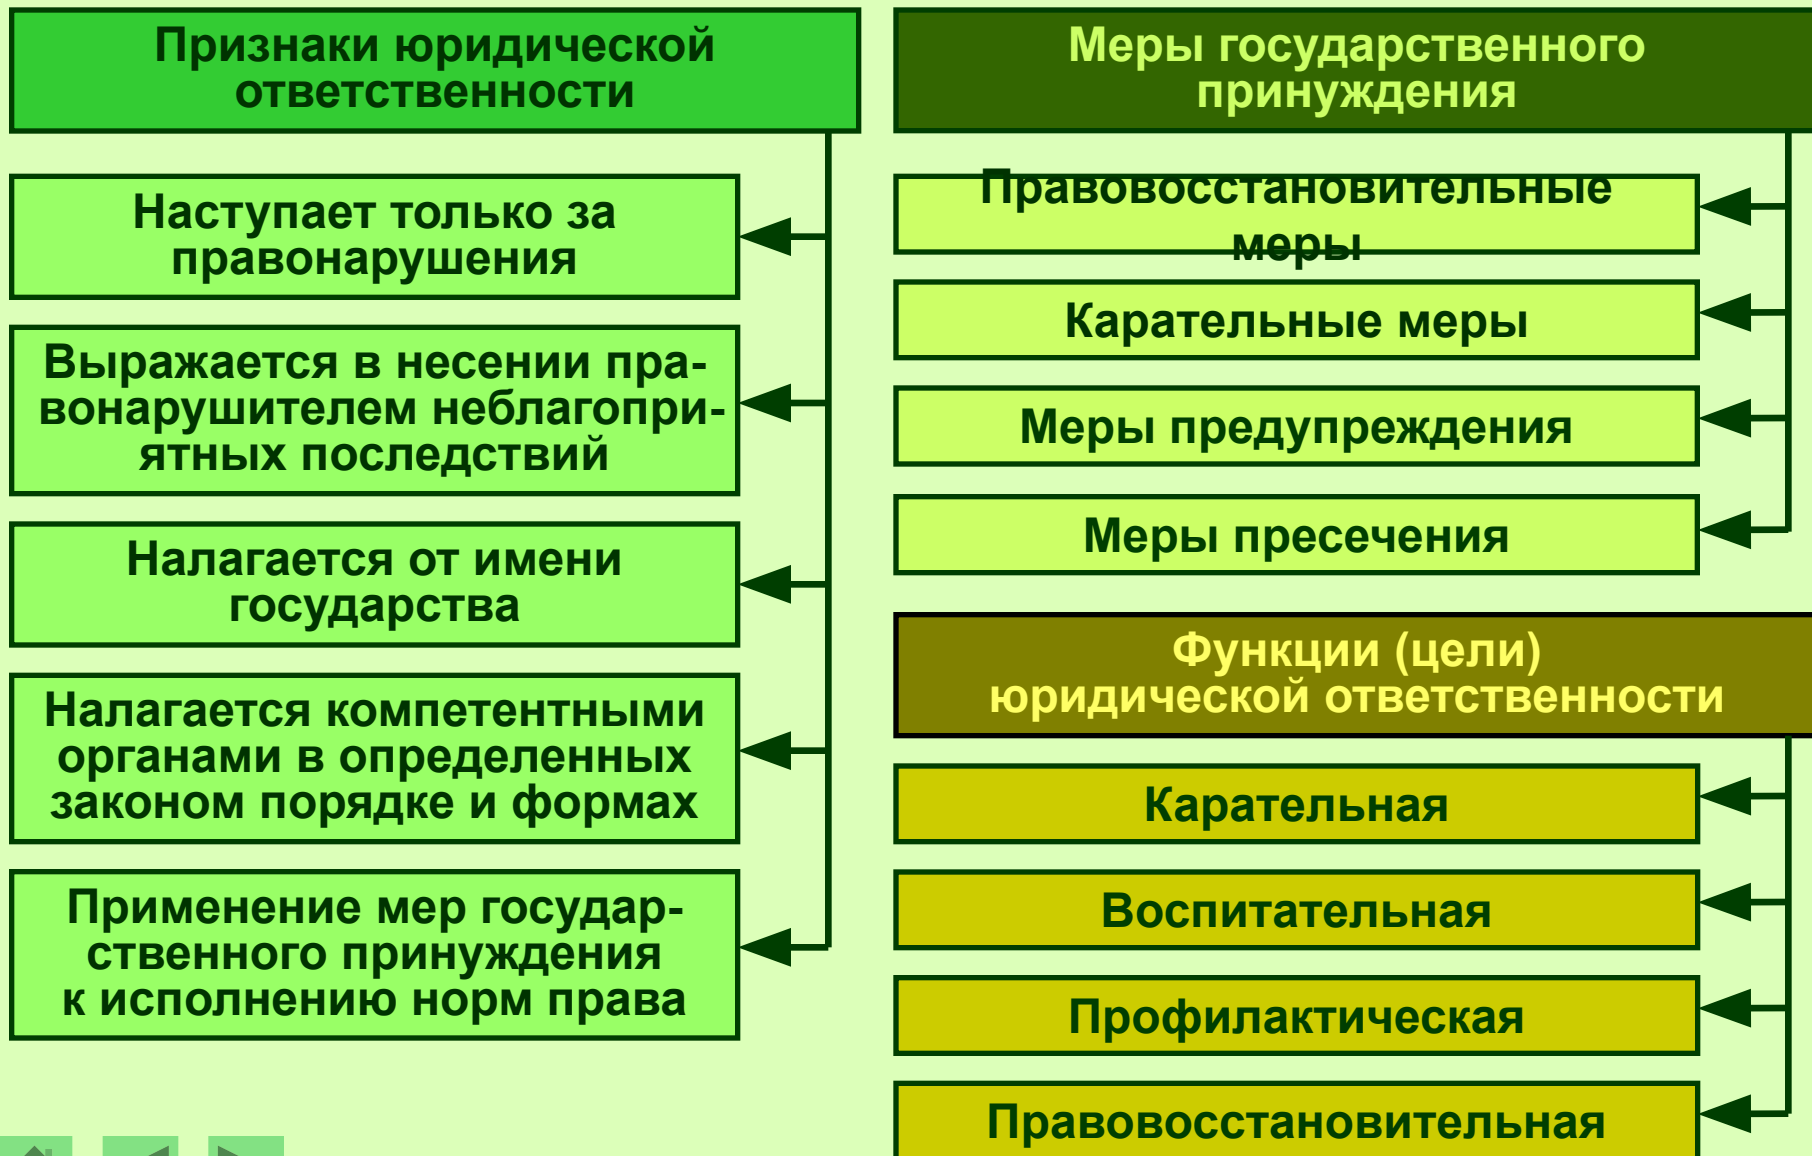 Признаки юридической
ответственности
Наступает только за
правонарушения
Выражается в несении пра-
вонарушителем неблагопри-
ятных последствий
Налагается от имени
государства
Налагается компетентными
органами в определенных
законом порядке и формах
Применение мер государ-
ственного принуждения
к исполнению норм права
Меры государственного
принуждения
Правовосстановительные
меры
Карательные меры
Меры предупреждения
Меры пресечения
Функции (цели)
юридической ответственности
Карательная
Воспитательная
Профилактическая
Правовосстановительная